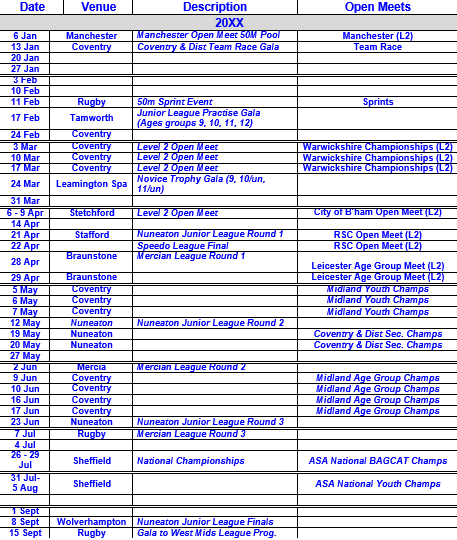 Date Venue Description Open Meets
20XX
6 Jan Manchester Manchester Open Meet 50M Pool Manchester (L2)
13 Jan Coventry Coventry & Dist Team Race Gala Team Race
20 Jan
27 Jan
3 Feb
10 Feb
11 Feb Rugby 50m Sprint Event Sprints
17 Feb Tamworth Junior League Practise Gala
(Ages groups 9, 10, 11, 12)
24 Feb Coventry
3 Mar Coventry Level 2 Open Meet Warwickshire Championships (L2)
10 Mar Coventry Level 2 Open Meet Warwickshire Championships (L2)
17 Mar Coventry Level 2 Open Meet Warwickshire Championships (L2)
24 Mar Leamington Spa Novice Trophy Gala (9, 10/un,
11/un)
31 Mar
6 - 9 Apr Stetchford Level 2 Open Meet City of B'ham Open Meet (L2)
14 Apr
21 Apr Stafford Nuneaton Junior League Round 1 RSC Open Meet (L2)
22 Apr Speedo League Final RSC Open Meet (L2)
28 Apr Braunstone Mercian League Round 1 Leicester Age Group Meet (L2)
29 Apr Braunstone Leicester Age Group Meet (L2)
5 May Coventry Midland Youth Champs
6 May Coventry Midland Youth Champs
7 May Coventry Midland Youth Champs
12 May Nuneaton Nuneaton Junior League Round 2
19 May Nuneaton Coventry & Dist Sec. Champs
20 May Nuneaton Coventry & Dist Sec. Champs
27 May
2 Jun Mercia Mercian League Round 2
9 Jun Coventry Midland Age Group Champs
10 Jun Coventry Midland Age Group Champs
16 Jun Coventry Midland Age Group Champs
17 Jun Coventry Midland Age Group Champs
23 Jun Nuneaton Nuneaton Junior League Round 3
7 Jul Rugby Mercian League Round 3
4 Jul
26 - 29
Jul Sheffield National Championships ASA National BAGCAT Champs
31 Jul-
5 Aug Sheffield ASA National Youth Champs
1 Sept
8 Sept Wolverhampton Nuneaton Junior League Finals
15 Sept Rugby Gala to West Mids League Prog.